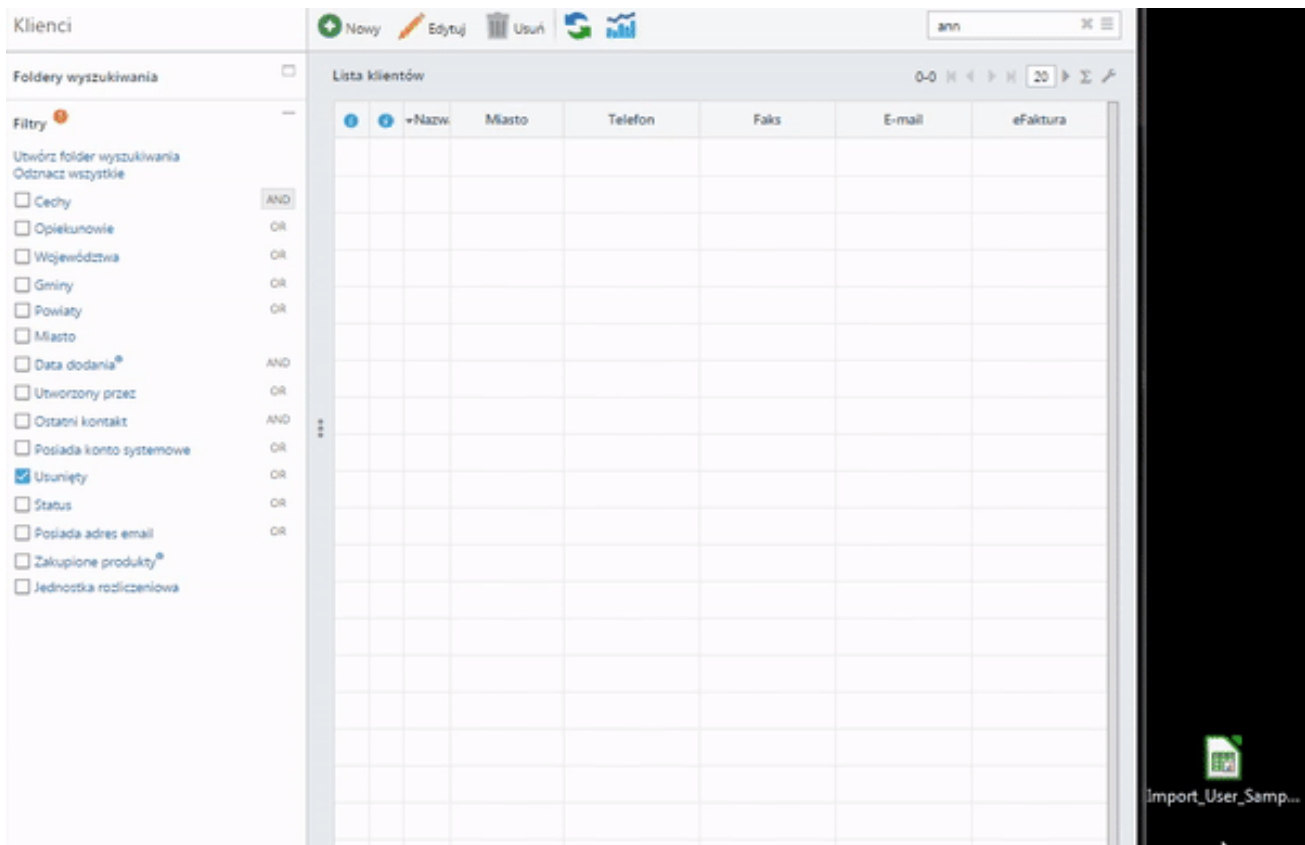 Klienci
Nowy Edytuj Usuń ann
Foldery wyszukiwania
Lista klientów 0-0 20 Σ
Filtry
Nazw. Miasto Telefon Faks E-mail eFaktura
Utwórz folder wyszukiwania
Odznacz wszystkie
Cechy AND
Opiekunowie OR
Województwa OR
Gminy OR
Powiaty OR
Miasto
Data dodania AND
Utworzony przez OR
Ostatni kontakt AND
Posiada konto systemowe OR
Usunięty OR
Status OR
Posiada adres email OR
Zakupione produkty
Jednostka rozliczeniowa
Import_User_Samp...